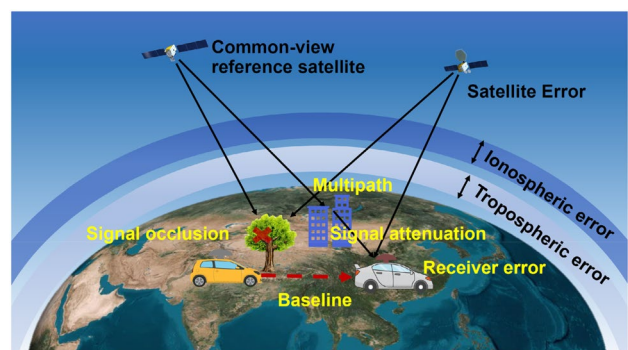 Common-view
reference satellite
Satellite Error
Ionospheric error
Tropospheric error
Multipath
Signal occlusion
Signal attenuation
Receiver error
Baseline